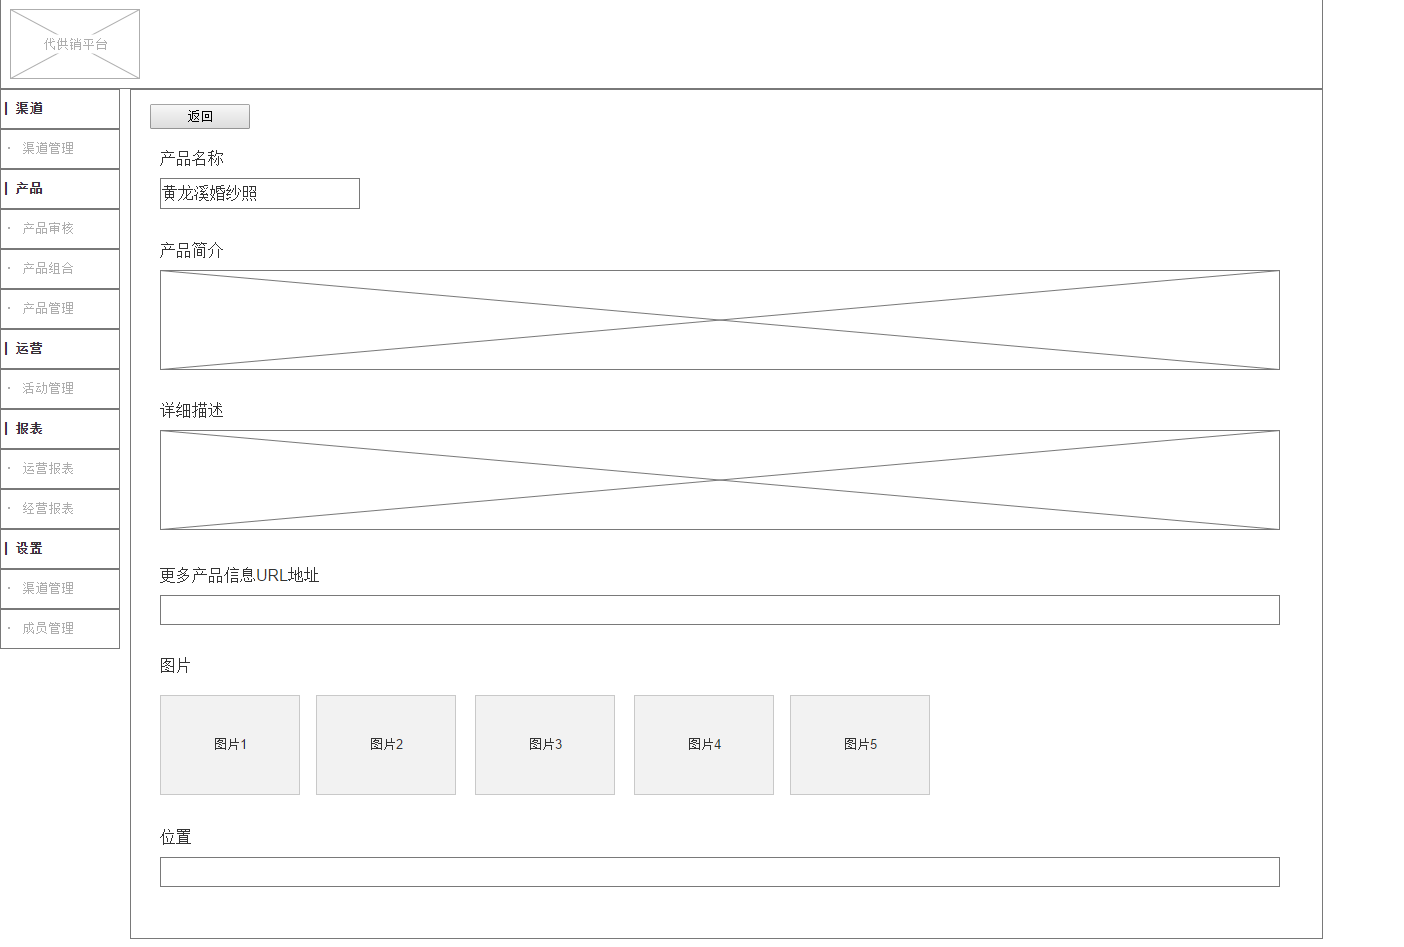 代供销平台
渠道
· 渠道管理
产品
· 产品审核
· 产品组合
· 产品管理
运营
· 活动管理
报表
· 运营报表
· 经营报表
设置
· 渠道管理
· 成员管理
返回
产品名称
黄龙溪婚纱照
产品简介
详细描述
更多产品信息URL地址
图片
图片1 图片2 图片3 图片4 图片5
位置